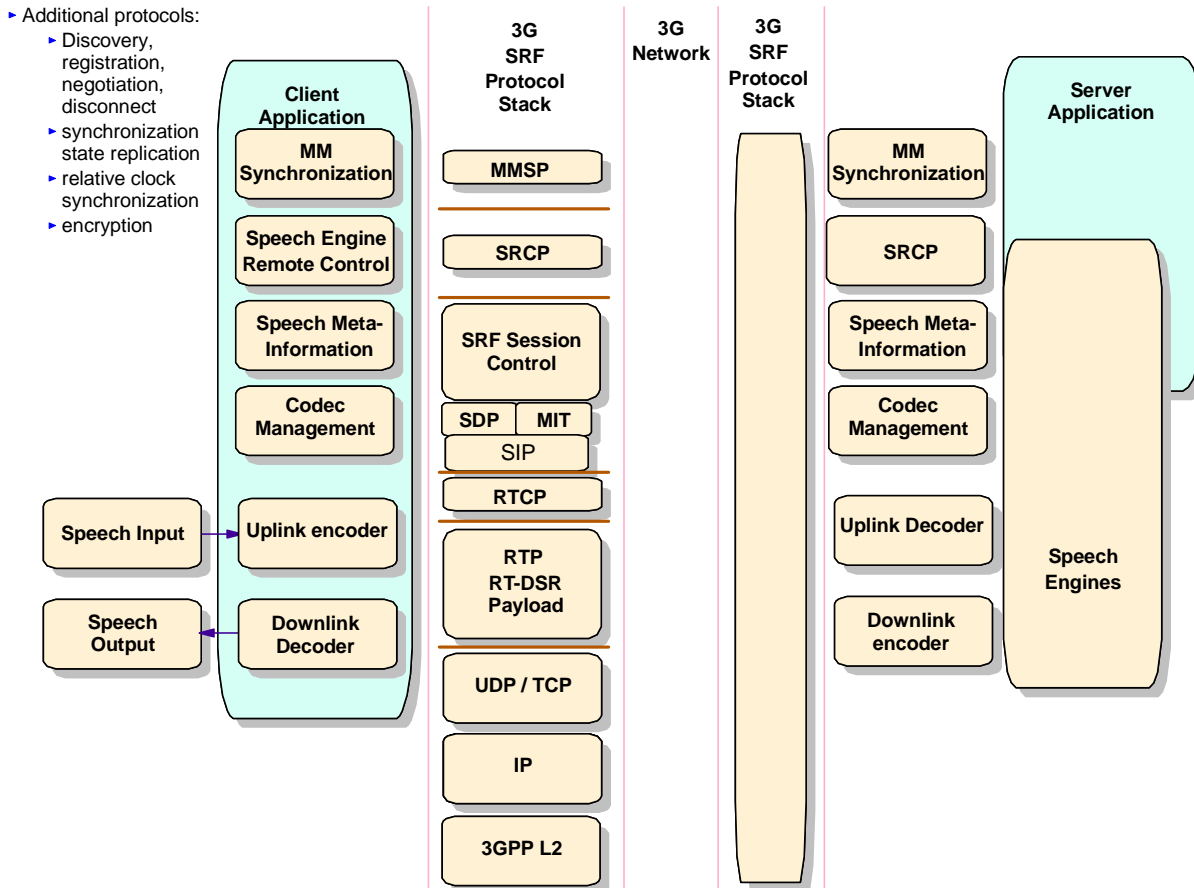 Additional protocols:
Discovery,
registration,
negotiation,
disconnect
synchronization
state replication
relative clock
synchronization
encryption
Client
Application
MM
Synchronization
Speech Engine
Remote Control
Speech Meta-
Information
Codec
Management
Speech Input
Uplink encoder
Speech
Output
Downlink
Decoder
3G
SRF
Protocol
Stack
MMSP
SRCP
SRF Session
Control
SDP
MIT
SIP
RTCP
RTP
RT-DSR
Payload
UDP / TCP
IP
3GPP L2
3G
Network
3G
SRF
Protocol
Stack
MM
Synchronization
SRCP
Speech Meta-
Information
Codec
Management
Uplink Decoder
Downlink
encoder
Server
Application
Speech
Engines